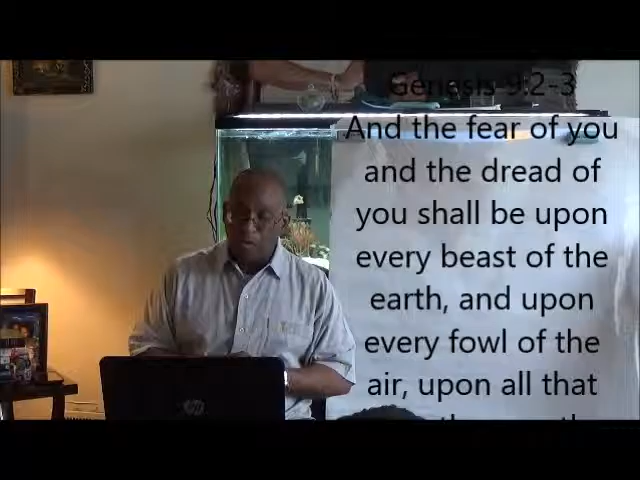 Genesis 9:2-3
And the fear of you
and the dread of
you shall be upon
every beast of the
earth, and upon
every fowl of the
air, upon all that
hp